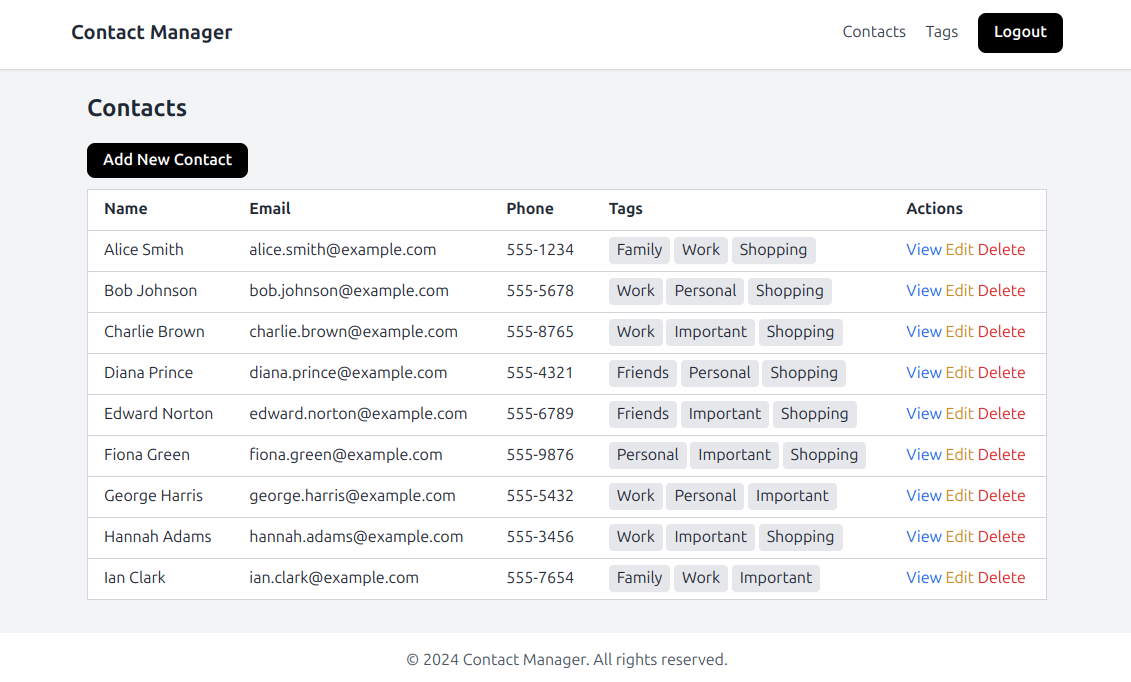 Contact Manager Contacts Tags Logout
Contacts
Add New Contact
Name Email Phone Tags Actions
Alice Smith alice.smith@example.com 555-1234 Family Work Shopping View Edit Delete
Bob Johnson bob.johnson@example.com 555-5678 Work Personal Shopping View Edit Delete
Charlie Brown charlie.brown@example.com 555-8765 Work Important Shopping View Edit Delete
Diana Prince diana.prince@example.com 555-4321 Friends Personal Shopping View Edit Delete
Edward Norton edward.norton@example.com 555-6789 Friends Important Shopping View Edit Delete
Fiona Green fiona.green@example.com 555-9876 Personal Important Shopping View Edit Delete
George Harris george.harris@example.com 555-5432 Work Personal Important View Edit Delete
Hannah Adams hannah.adams@example.com 555-3456 Work Important Shopping View Edit Delete
Ian Clark ian.clark@example.com 555-7654 Family Work Important View Edit Delete
© 2024 Contact Manager. All rights reserved.